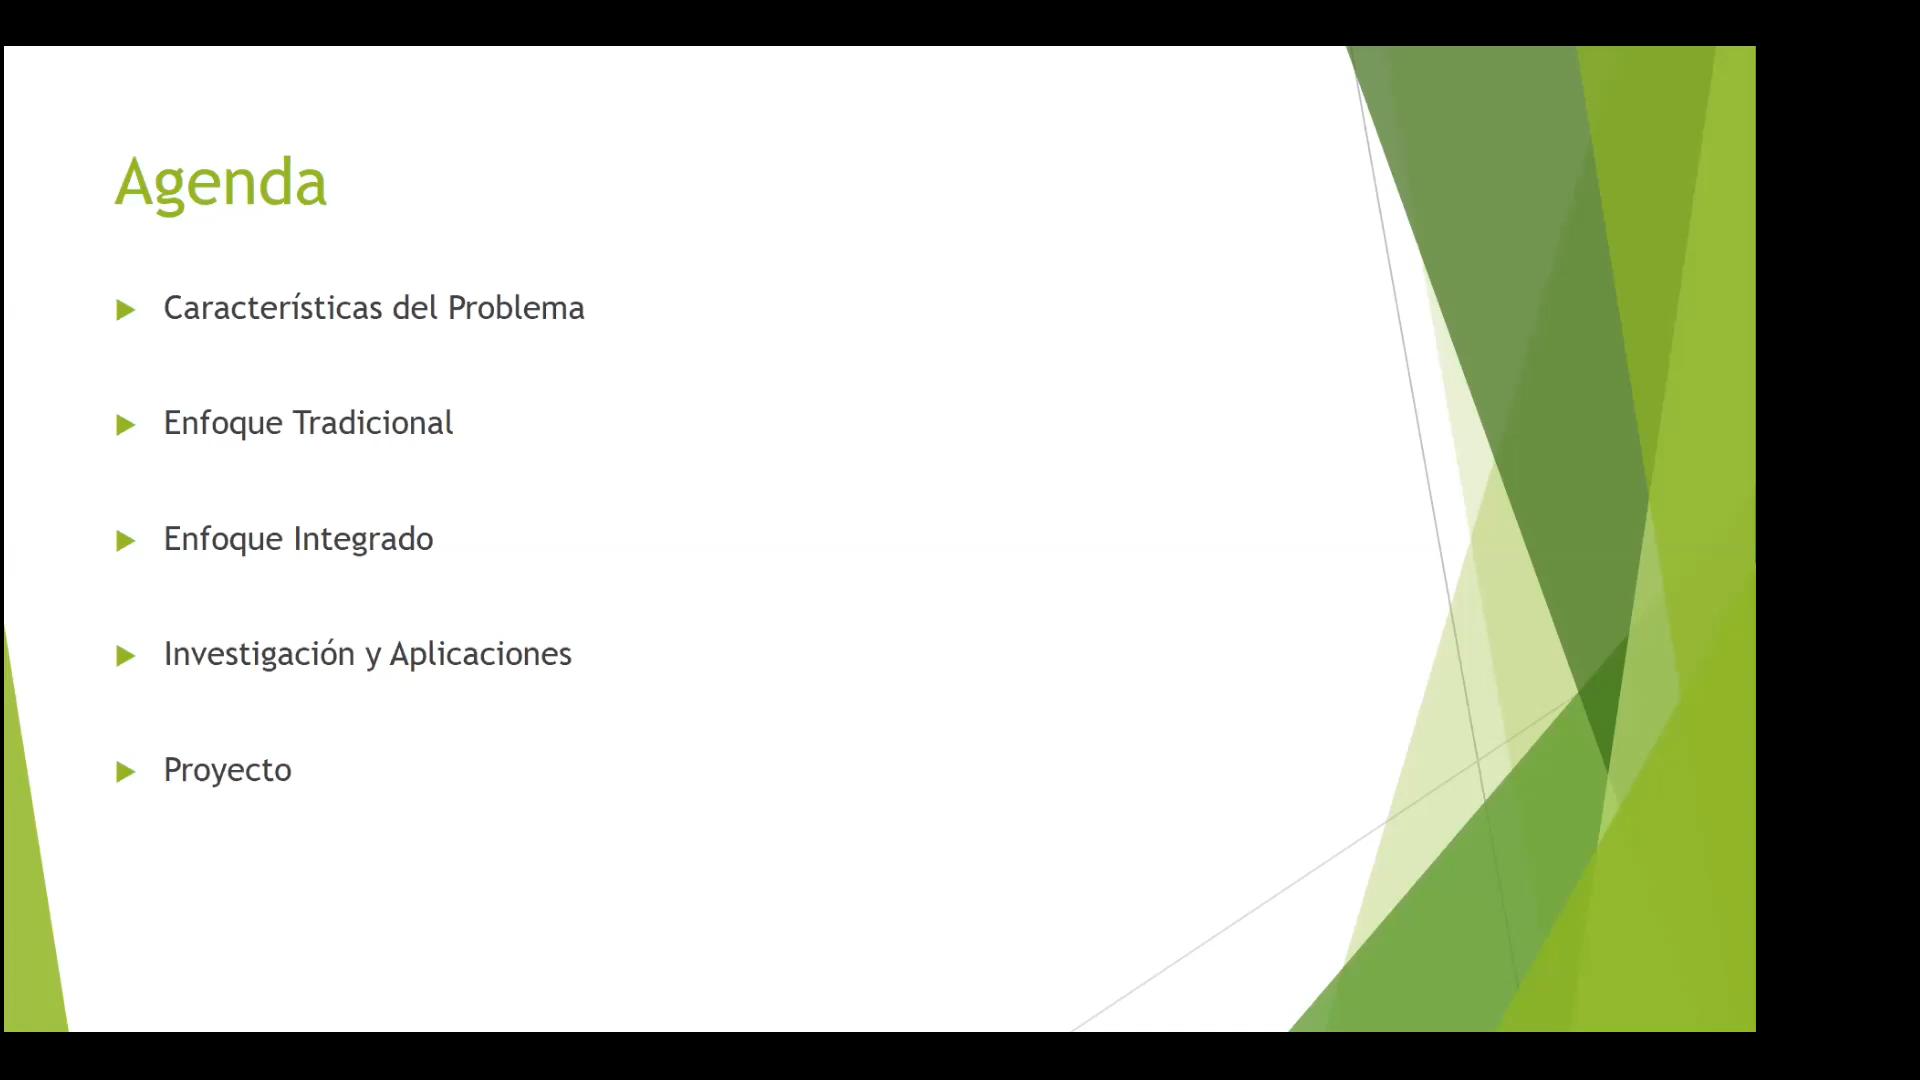 Agenda
Características del Problema
Enfoque Tradicional
Enfoque Integrado
Investigación y Aplicaciones
Proyecto